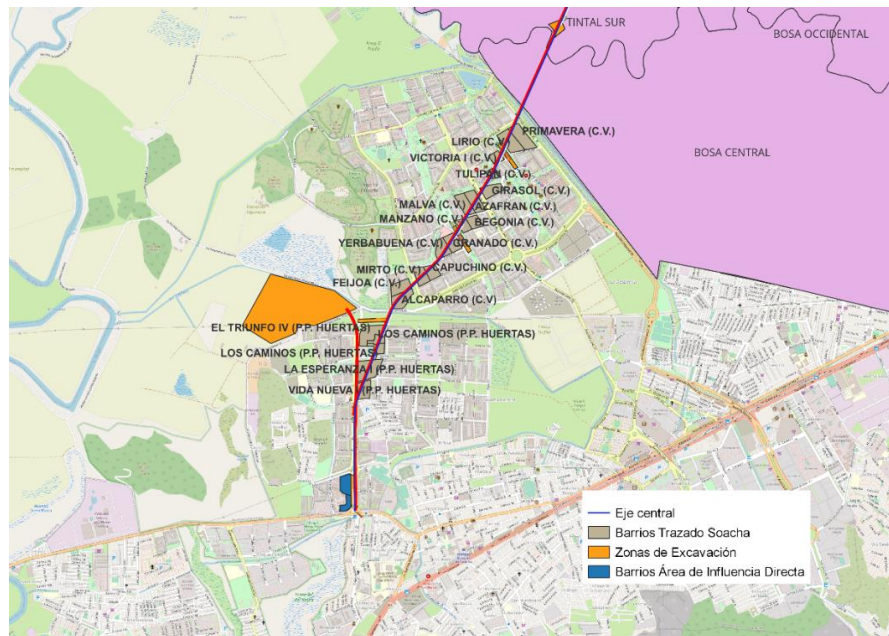 TINTAL SUR
BOSA OCCIDENTAL
PRIMAVERA (C.V.)
LIRIO (C.V.)
BOSA CENTRAL
VICTORIA I (C.V.)
TULIPAN (C.V.)
GIRASOL (C.V.)
MALVA (C.V.)
AZAFRAN (C.V.)
MANZANO (C.V.)
BEGONIA (C.V.)
YERBABUENA (C.V.)
GRANADO (C.V.)
MIRTO (C.V.)
CAPUCHINO (C.V.)
FEIJOA (C.V.)
ALCAPARRO (C.V)
EL TRIUNFO IV (P.P. HUERTAS)
LOS CAMINOS (P.P. HUERTAS)
LOS CAMINOS (P.P. HUERTAS)
LA ESPERANZA I (P.P. HUERTAS)
VIDA NUEVA (P.P. HUERTAS)
Eje central
Barrios Trazado Soacha
Zonas de Excavación
Barrios Área de Influencia Directa